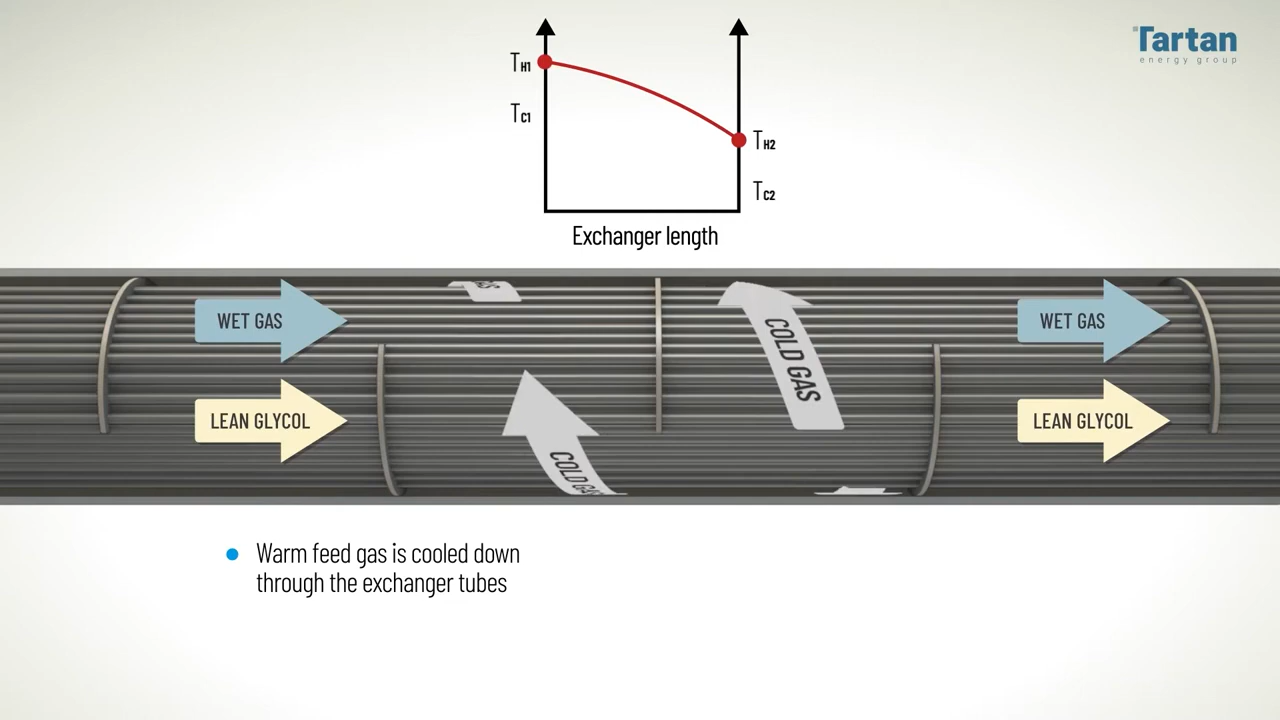 Tartan
energy group
TH1
TC1
TH2
TC2
Exchanger length
WET GAS
GAS
COLD GAS
WET GAS
LEAN GLYCOL
COLD GAS
LEAN GLYCOL
Warm feed gas is cooled down
through the exchanger tubes